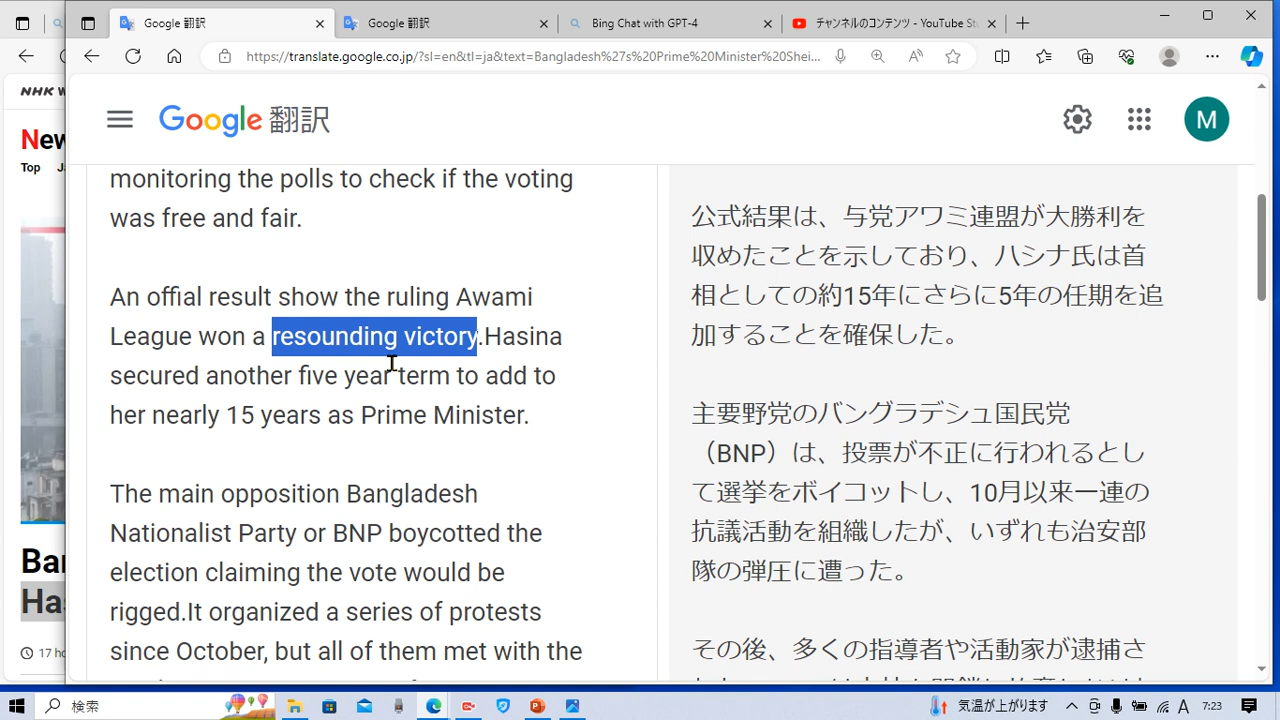 Google 翻訳
Google 翻訳
Bing Chat with GPT-4
チャンネルのコンテンツ - YouTube St
https://translate.google.co.jp/?sl=en&tl=ja&text=Bangladesh%27s%20Prime%20Minister%20Shei...
NHK W
New
Top
Ba
Has
17 ho
Google 翻訳
M
monitoring the polls to check if the voting
was free and fair.
An offial result show the ruling Awami
League won a resounding victory.Hasina
secured another five year term to add to
her nearly 15 years as Prime Minister.
The main opposition Bangladesh
Nationalist Party or BNP boycotted the
election claiming the vote would be
rigged.It organized a series of protests
since October, but all of them met with the
公式結果は、与党アワミ連盟が大勝利を
収めたことを示しており、ハシナ氏は首
相としての約15年にさらに5年の任期を追
加することを確保した。
主要野党のバングラデシュ国民党
（BNP）は、投票が不正に行われるとし
て選挙をボイコットし、10月以来一連の
抗議活動を組織したが、いずれも治安部
隊の弾圧に遭った。
その後、多くの指導者や活動家が逮捕さ
検索
気温が上がります
A
7:23